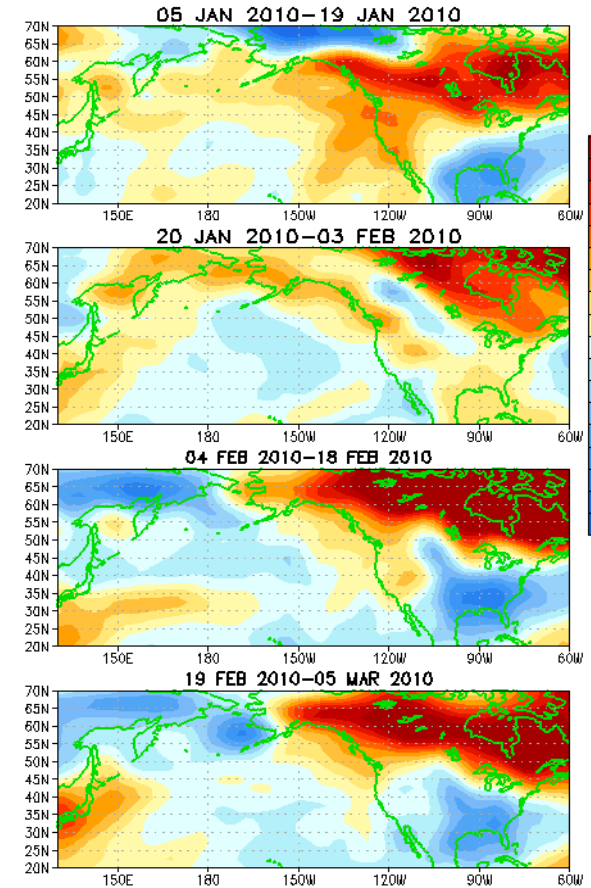 05 JAN 2010-19 JAN 2010
70N
65N
60N
55N
50N
45N
40N
35N
30N
25N
20N
150E 180 150W 120W 90W 60W
20 JAN 2010-03 FEB 2010
70N
65N
60N
55N
50N
45N
40N
35N
30N
25N
20N
150E 180 150W 120W 90W 60W
04 FEB 2010-18 FEB 2010
70N
65N
60N
55N
50N
45N
40N
35N
30N
25N
20N
150E 180 150W 120W 90W 60W
19 FEB 2010-05 MAR 2010
70N
65N
60N
55N
50N
45N
40N
35N
30N
25N
20N
150E 180 150W 120W 90W 60W